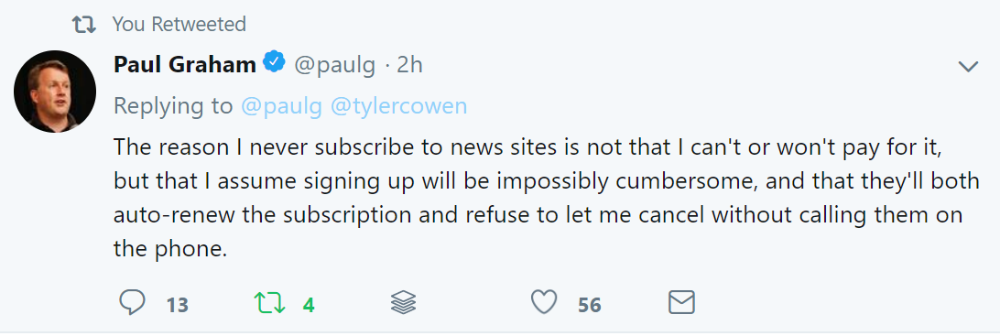 You Retweeted
Paul Graham @paulg · 2h
Replying to @paulg @tylercowen
The reason I never subscribe to news sites is not that I can't or won't pay for it,
but that I assume signing up will be impossibly cumbersome, and that they'll both
auto-renew the subscription and refuse to let me cancel without calling them on
the phone.
13 4 56